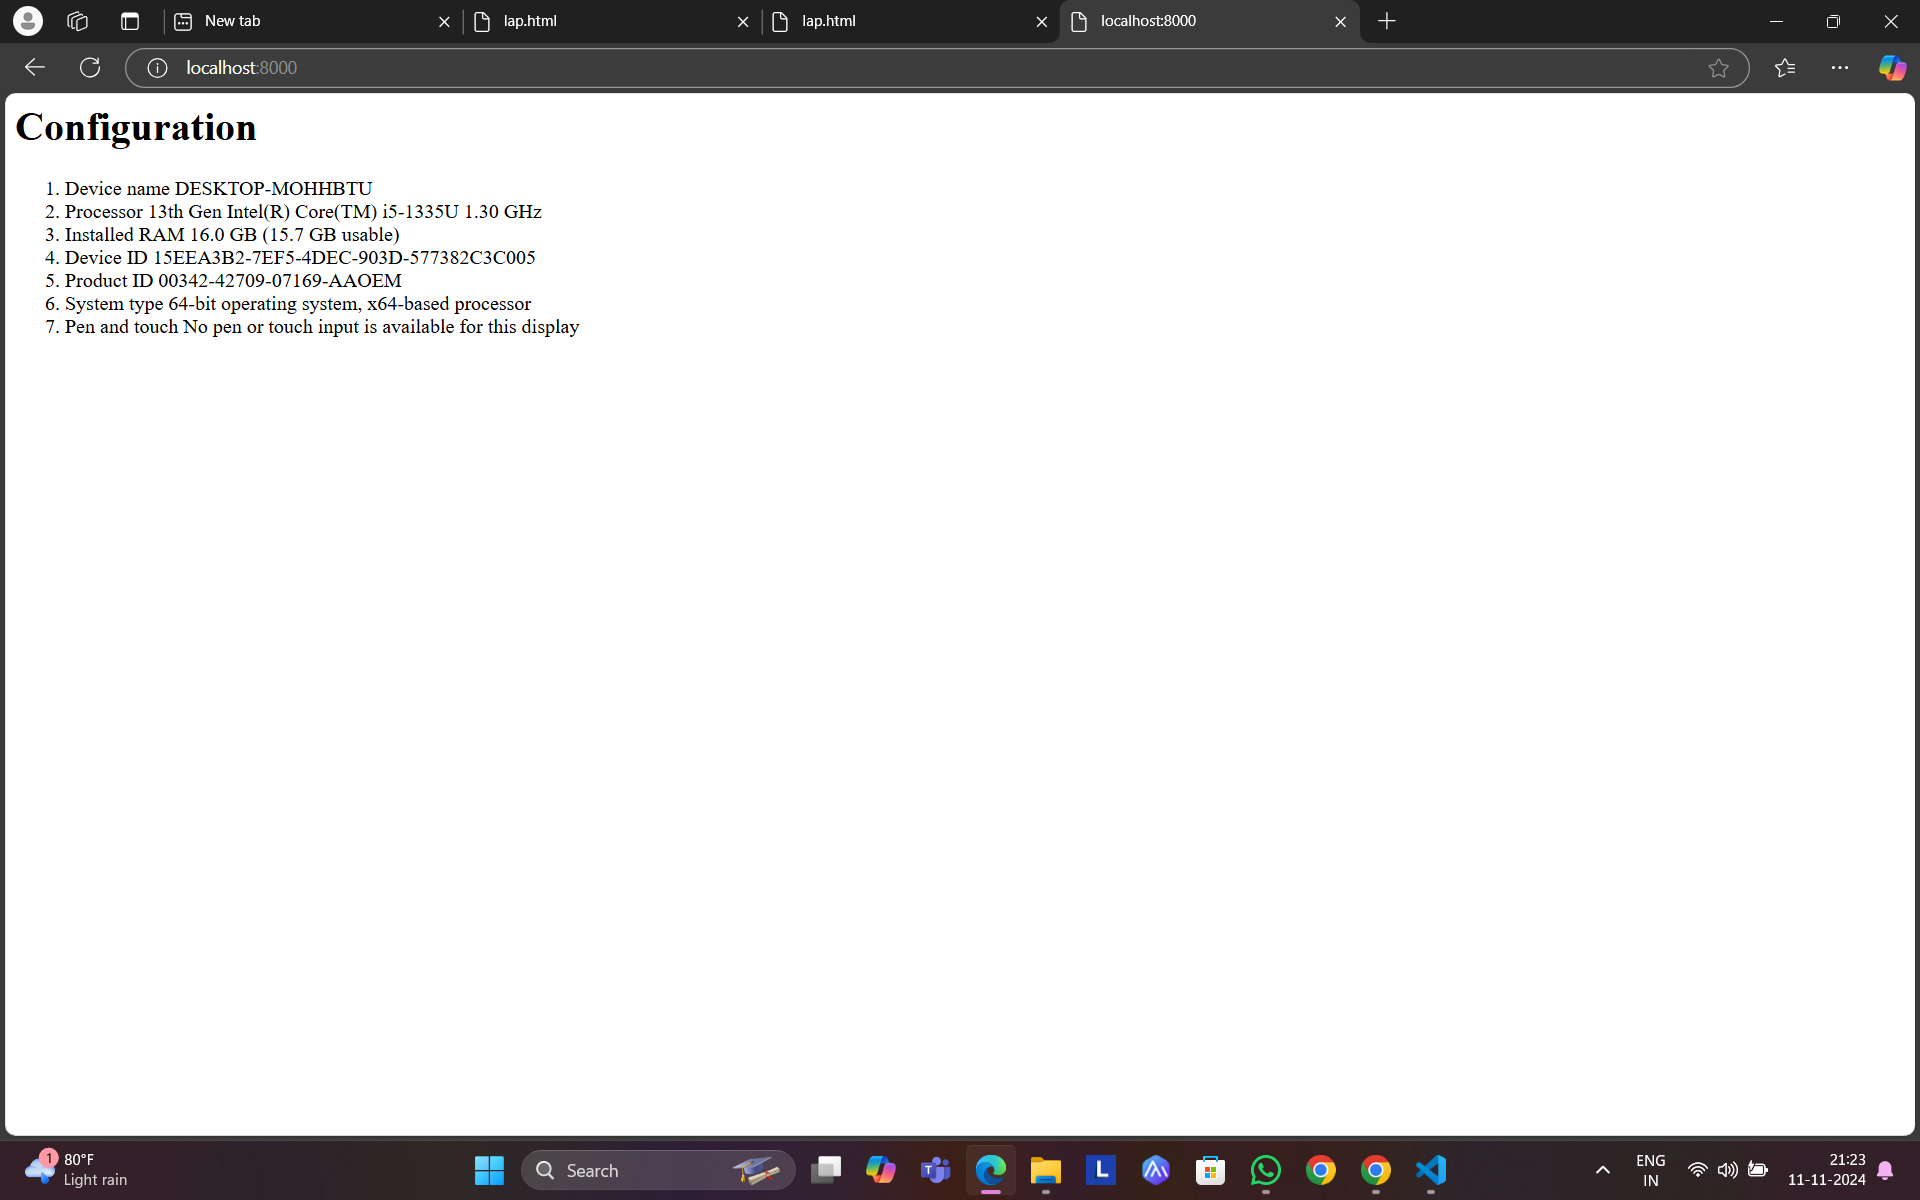 New tab
lap.html
lap.html
localhost:8000
localhost:8000
Configuration
1. Device name DESKTOP-MOHHBTU
2. Processor 13th Gen Intel(R) Core(TM) i5-1335U 1.30 GHz
3. Installed RAM 16.0 GB (15.7 GB usable)
4. Device ID 15EEA3B2-7EF5-4DEC-903D-577382C3C005
5. Product ID 00342-42709-07169-AAOEM
6. System type 64-bit operating system, x64-based processor
7. Pen and touch No pen or touch input is available for this display
1
80°F
Light rain
Search
T
L
ENG
IN
21:23
11-11-2024